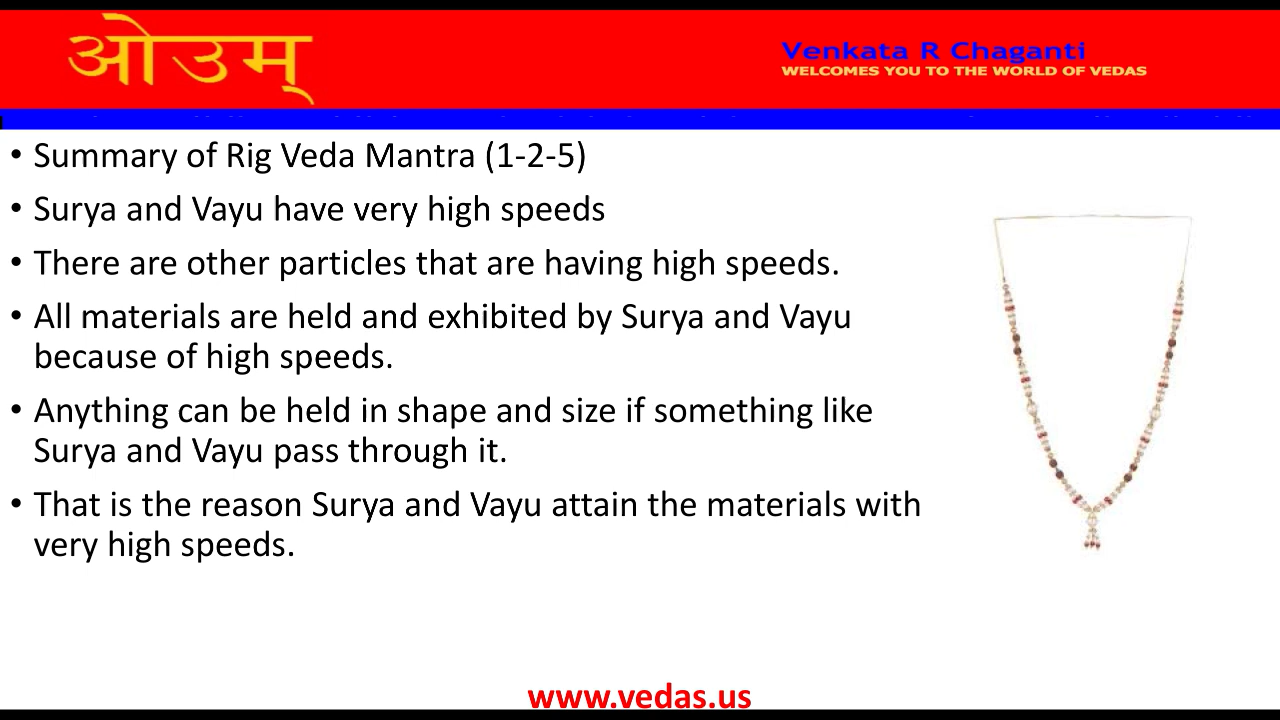 ओ३म्
Venkata R Chaganti
WELCOMES YOU TO THE WORLD OF VEDAS
• Summary of Rig Veda Mantra (1-2-5)
• Surya and Vayu have very high speeds
• There are other particles that are having high speeds.
• All materials are held and exhibited by Surya and Vayu
because of high speeds.
• Anything can be held in shape and size if something like
Surya and Vayu pass through it.
• That is the reason Surya and Vayu attain the materials with
very high speeds.
www.vedas.us